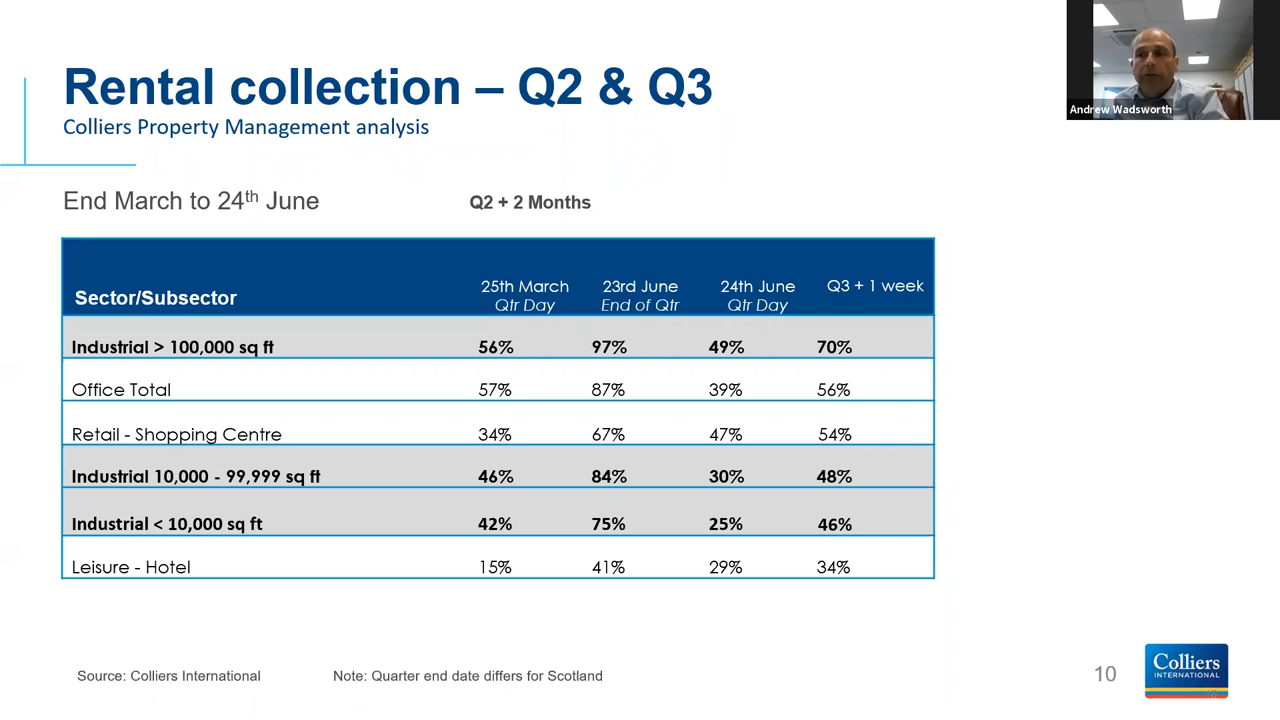 Rental collection – Q2 & Q3
Colliers Property Management analysis
Andrew Wadsworth
End March to 24th June
Q2 + 2 Months
Sector/Subsector 25th March Qtr Day 23rd June End of Qtr 24th June Qtr Day Q3 + 1 week
Industrial > 100,000 sq ft 56% 97% 49% 70%
Office Total 57% 87% 39% 56%
Retail - Shopping Centre 34% 67% 47% 54%
Industrial 10,000 - 99,999 sq ft 46% 84% 30% 48%
Industrial < 10,000 sq ft 42% 75% 25% 46%
Leisure - Hotel 15% 41% 29% 34%
Source: Colliers International Note: Quarter end date differs for Scotland
10
Colliers
INTERNATIONAL